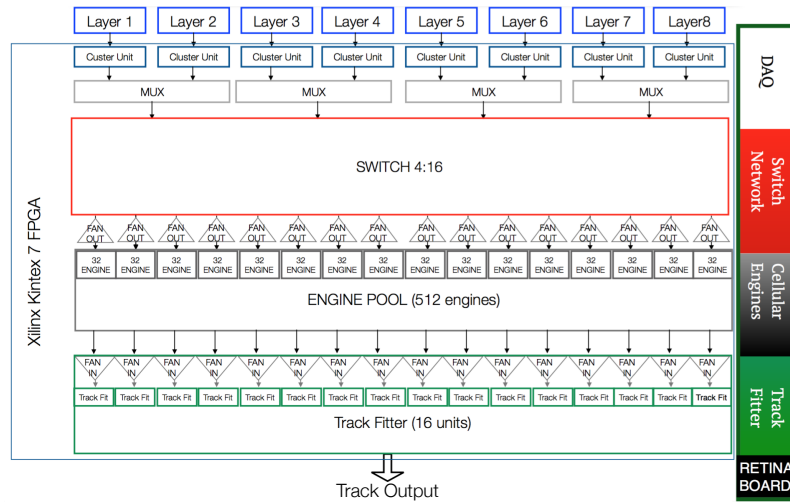 Layer 1 Layer 2 Layer 3 Layer 4 Layer 5 Layer 6 Layer 7 Layer8
Cluster Unit Cluster Unit Cluster Unit Cluster Unit Cluster Unit Cluster Unit Cluster Unit Cluster Unit
MUX MUX MUX MUX
SWITCH 4:16
FAN FAN FAN FAN FAN FAN FAN FAN FAN FAN FAN FAN FAN FAN FAN FAN
OUT OUT OUT OUT OUT OUT OUT OUT OUT OUT OUT OUT OUT OUT OUT OUT
32 32 32 32 32 32 32 32 32 32 32 32 32 32 32 32
ENGINE ENGINE ENGINE ENGINE ENGINE ENGINE ENGINE ENGINE ENGINE ENGINE ENGINE ENGINE ENGINE ENGINE ENGINE ENGINE
ENGINE POOL (512 engines)
FAN FAN FAN FAN FAN FAN FAN FAN FAN FAN FAN FAN FAN FAN FAN FAN
IN IN IN IN IN IN IN IN IN IN IN IN IN IN IN IN
Track Fit Track Fit Track Fit Track Fit Track Fit Track Fit Track Fit Track Fit Track Fit Track Fit Track Fit Track Fit Track Fit Track Fit Track Fit Track Fit
Track Fitter (16 units)
Track Output
Xilinx Kintex 7 FPGA
DAQ
Switch
Network
Cellular
Engines
Track
Fitter
RETINA
BOARD